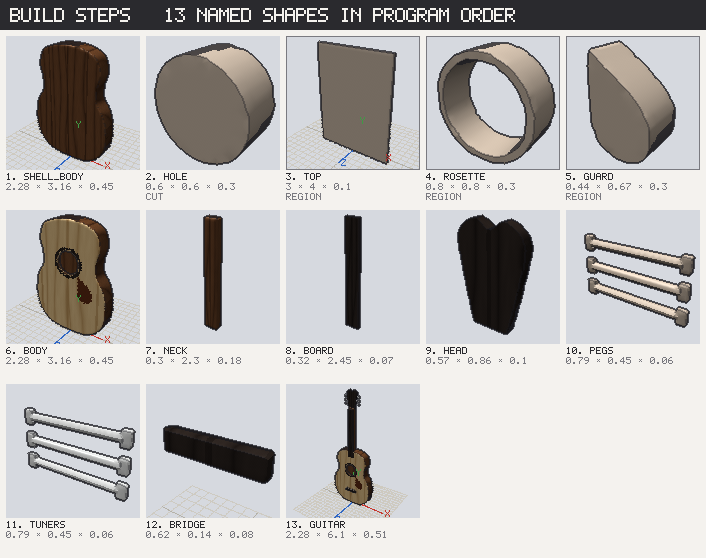 BUILD STEPS 13 NAMED SHAPES IN PROGRAM ORDER
Y
X
1. SHELL_BODY
2.28 × 3.16 × 0.45
2. HOLE
0.6 × 0.6 × 0.3
CUT
Y
Z
X
3. TOP
3 × 4 × 0.1
REGION
4. ROSETTE
0.8 × 0.8 × 0.3
REGION
5. GUARD
0.44 × 0.67 × 0.3
REGION
Y
X
6. BODY
2.28 × 3.16 × 0.45
7. NECK
0.3 × 2.3 × 0.18
8. BOARD
0.32 × 2.45 × 0.07
9. HEAD
0.57 × 0.86 × 0.1
10. PEGS
0.79 × 0.45 × 0.06
11. TUNERS
0.79 × 0.45 × 0.06
12. BRIDGE
0.62 × 0.14 × 0.08
Y
X
13. GUITAR
2.28 × 6.1 × 0.51